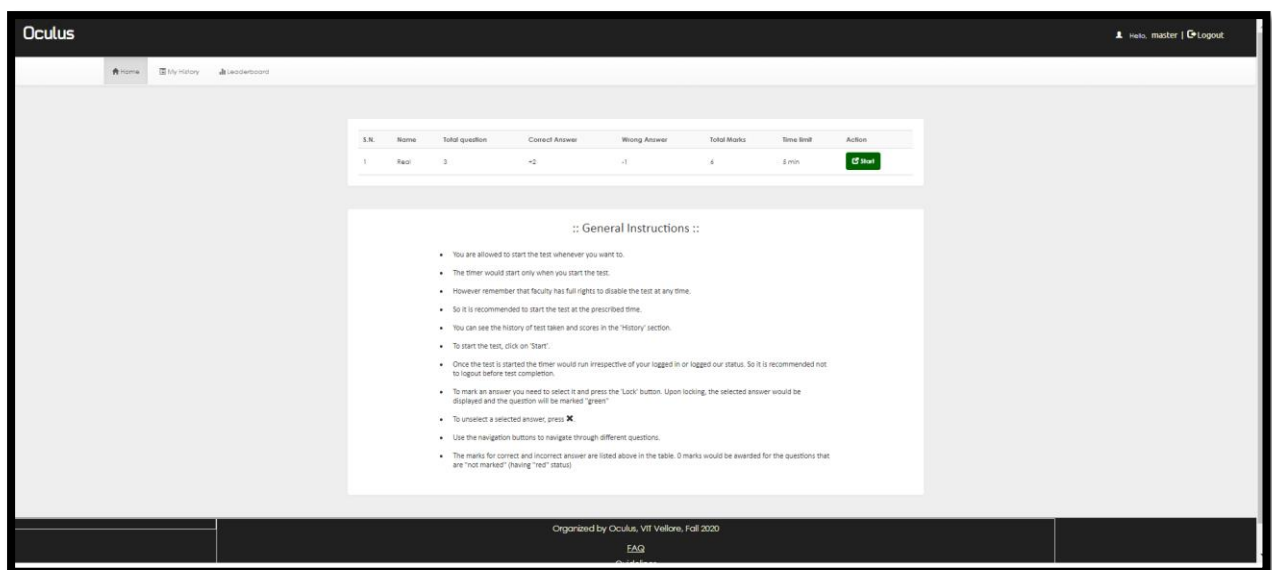 Oculus
Hello, master | Logout
Home My History Leaderboard
S.N. Name Total question Correct Answer Wrong Answer Total Marks Time limit Action
1 Real 3 +2 -1 6 5 min Start
:: General Instructions ::
• You are allowed to start the test whenever you want to.
• The timer would start only when you start the test.
• However remember that faculty has full rights to disable the test at any time.
• So it is recommended to start the test at the prescribed time.
• You can see the history of test taken and scores in the 'History' section.
• To start the test, click on 'Start'.
• Once the test is started the timer would run irrespective of your logged in or logged our status. So it is recommended not
to logout before test completion.
• To mark an answer you need to select it and press the 'Lock' button. Upon locking, the selected answer would be
displayed and the question will be marked "green"
• To unselect a selected answer, press ✖.
• Use the navigation buttons to navigate through different questions.
• The marks for correct and incorrect answer are listed above in the table. 0 marks would be awarded for the questions that
are "not marked" (having "red" status)
Organized by Oculus, VIT Vellore, Fall 2020
FAQ